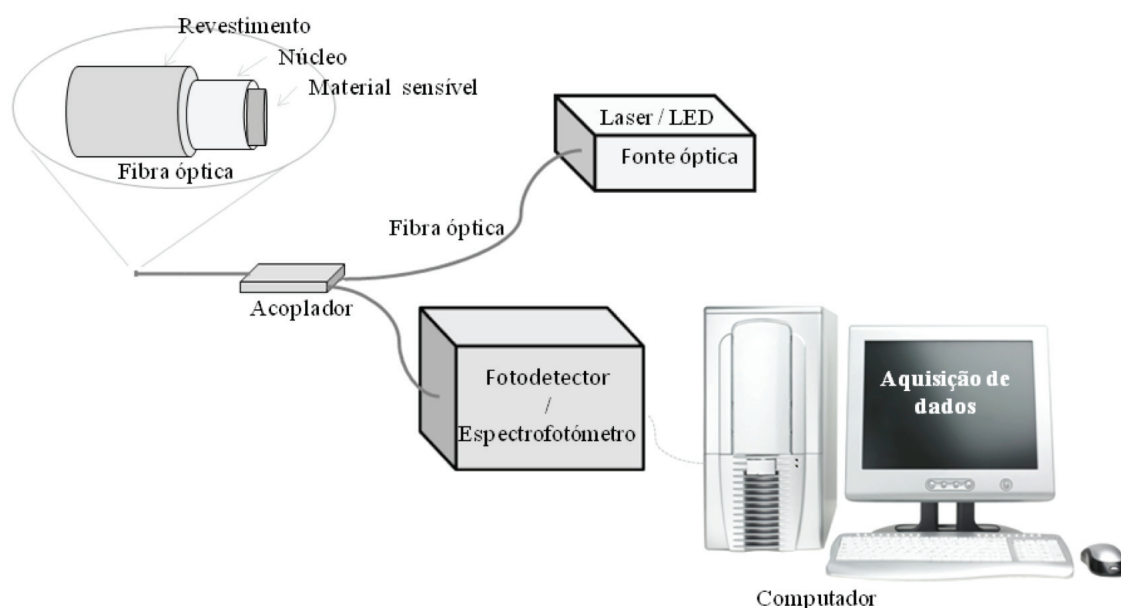 Revestimento
Núcleo
Material sensível
Fibra óptica
Laser / LED
Fonte óptica
Fibra óptica
Acoplador
Fotodetector
/
Espectrofotómetro
Aquisição de
dados
Computador